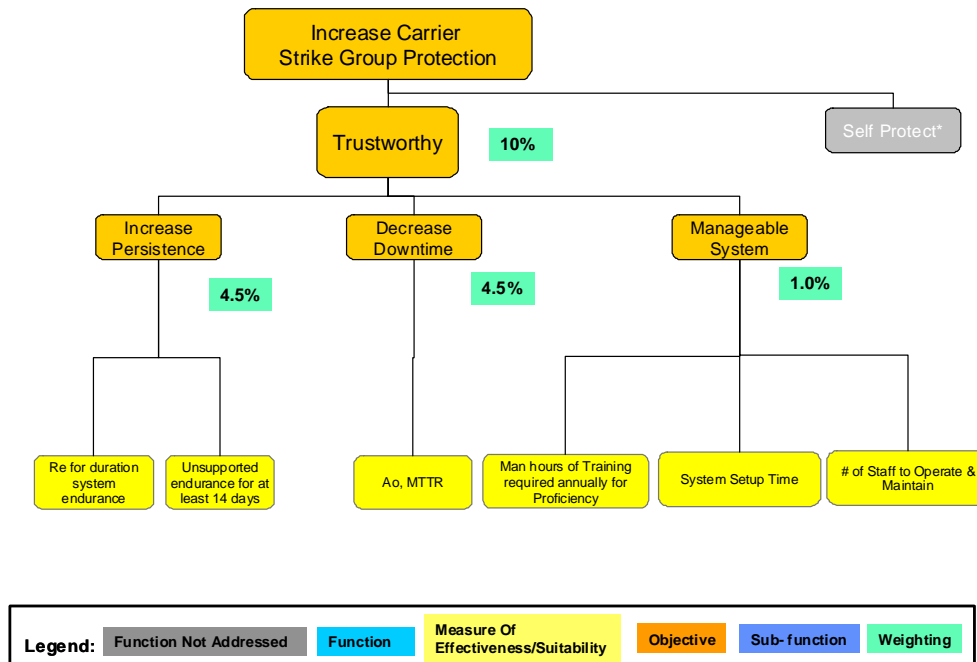 Increase Carrier
Strike Group Protection
Self Protect*
Trustworthy
10%
Increase
Persistence
Decrease
Downtime
Manageable
System
4.5%
4.5%
1.0%
Re for duration
system
endurance
Unsupported
endurance for at
least 14 days
Ao, MTTR
Man hours of Training
required annually for
Proficiency
System Setup Time
# of Staff to Operate &
Maintain
Legend:
Function Not Addressed
Function
Measure Of
Effectiveness/Suitability
Objective
Sub- function
Weighting